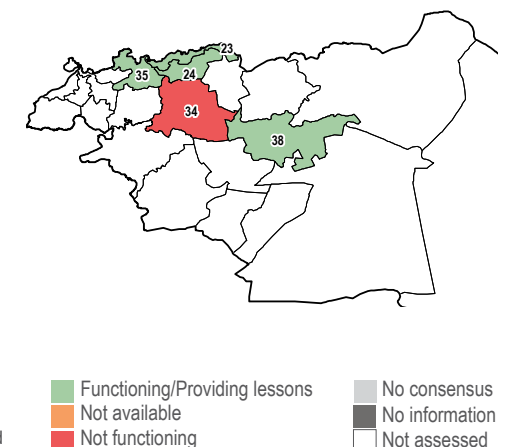 23
35
24
34
38
Functioning/Providing lessons
Not available
Not functioning
No consensus
No information
Not assessed
d